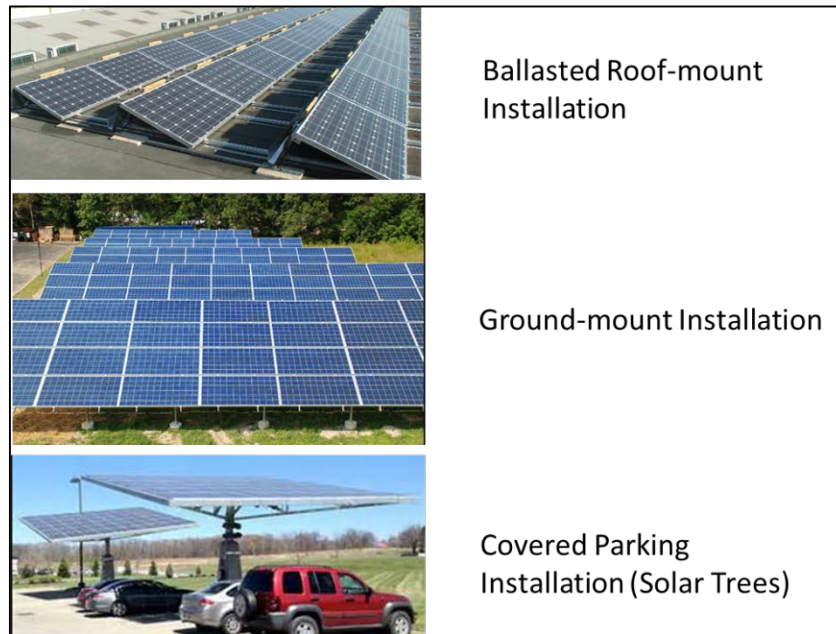 Ballasted Roof-mount
Installation
Ground-mount Installation
Covered Parking
Installation (Solar Trees)